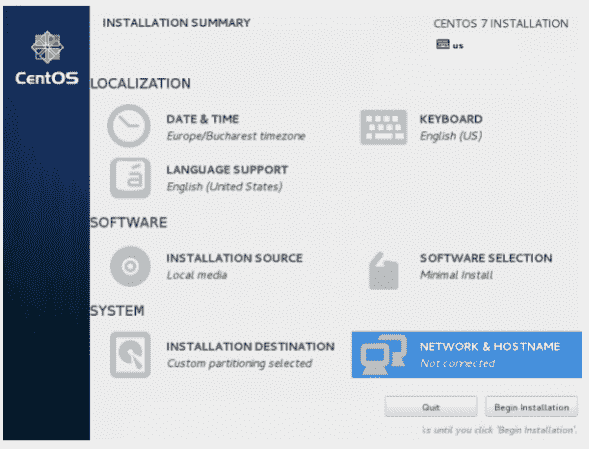 INSTALLATION SUMMARY
CENTOS 7 INSTALLATION
us
CentOS
LOCALIZATION
DATE & TIME
Europe/Bucharest timezone
KEYBOARD
English (US)
LANGUAGE SUPPORT
English (United States)
SOFTWARE
INSTALLATION SOURCE
Local media
SOFTWARE SELECTION
Minimal Install
SYSTEM
INSTALLATION DESTINATION
Custom partitioning selected
NETWORK & HOSTNAME
Not connected
Quit
Begin Installation
until you click 'Begin Installation'.